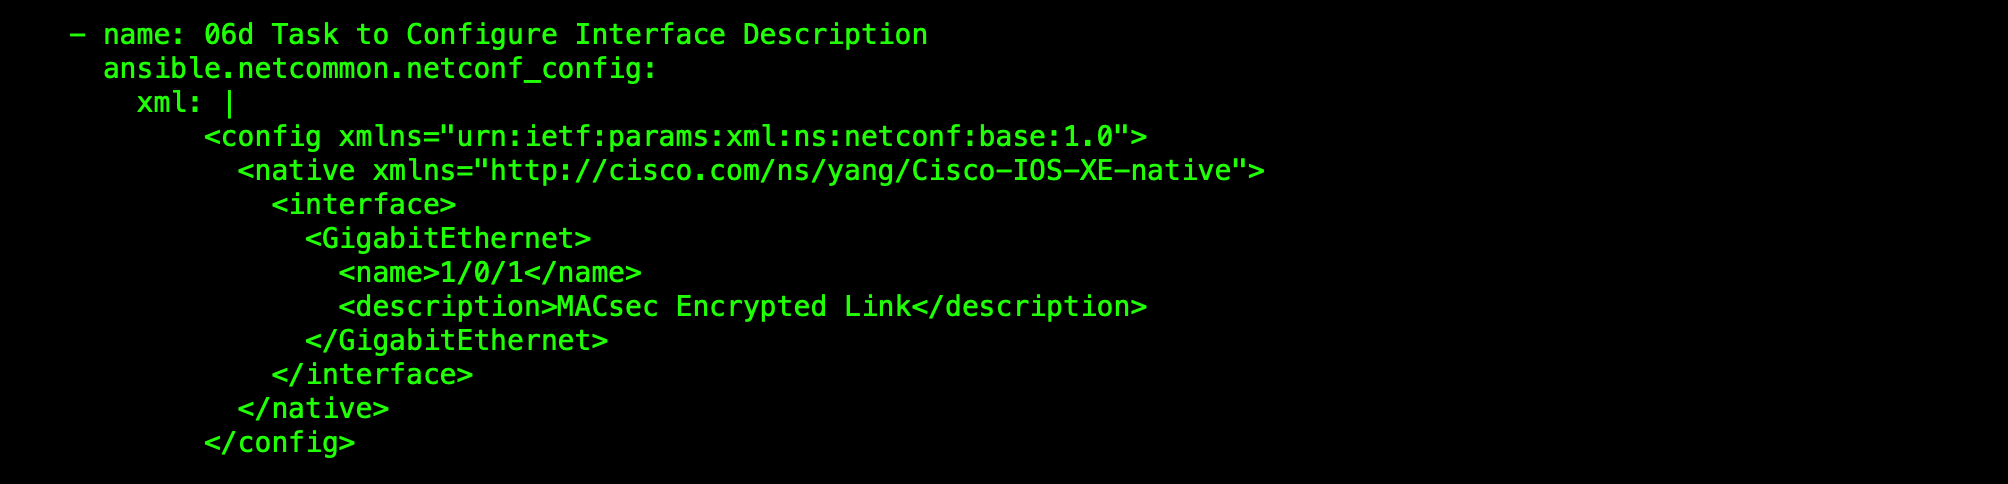 - name: 06d Task to Configure Interface Description
ansible.netcommon.netconf_config:
xml: |
<config xmlns="urn:ietf:params:xml:ns:netconf:base:1.0">
<native xmlns="http://cisco.com/ns/yang/Cisco-IOS-XE-native">
<interface>
<GigabitEthernet>
<name>1/0/1</name>
<description>MACsec Encrypted Link</description>
</GigabitEthernet>
</interface>
</native>
</config>